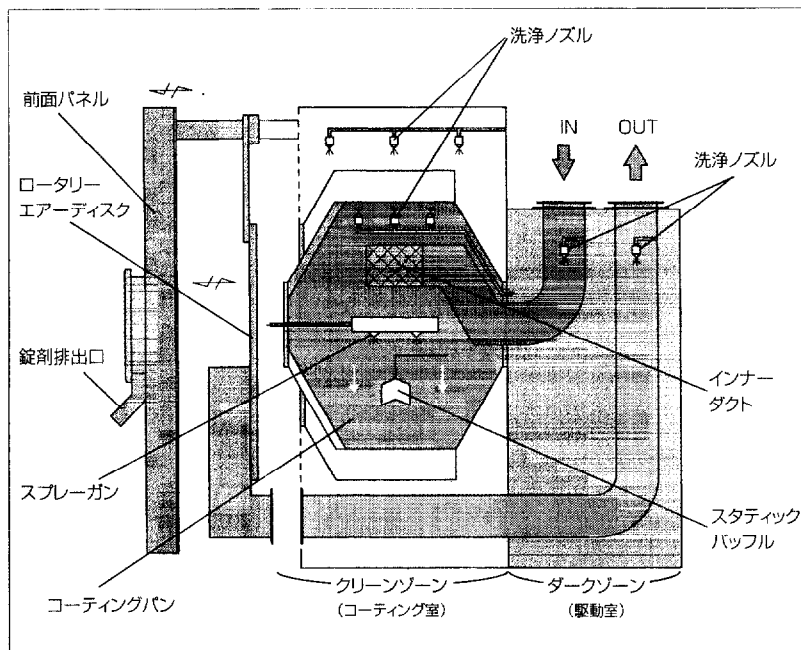 洗浄ノズル
前面パネル
IN
OUT
洗浄ノズル
ロータリー
エアーディスク
錠剤排出口
インナー
ダクト
スプレーガン
スタティック
バッフル
コーティングパン
クリーンゾーン
(コーティング室)
ダークゾーン
(駆動室)